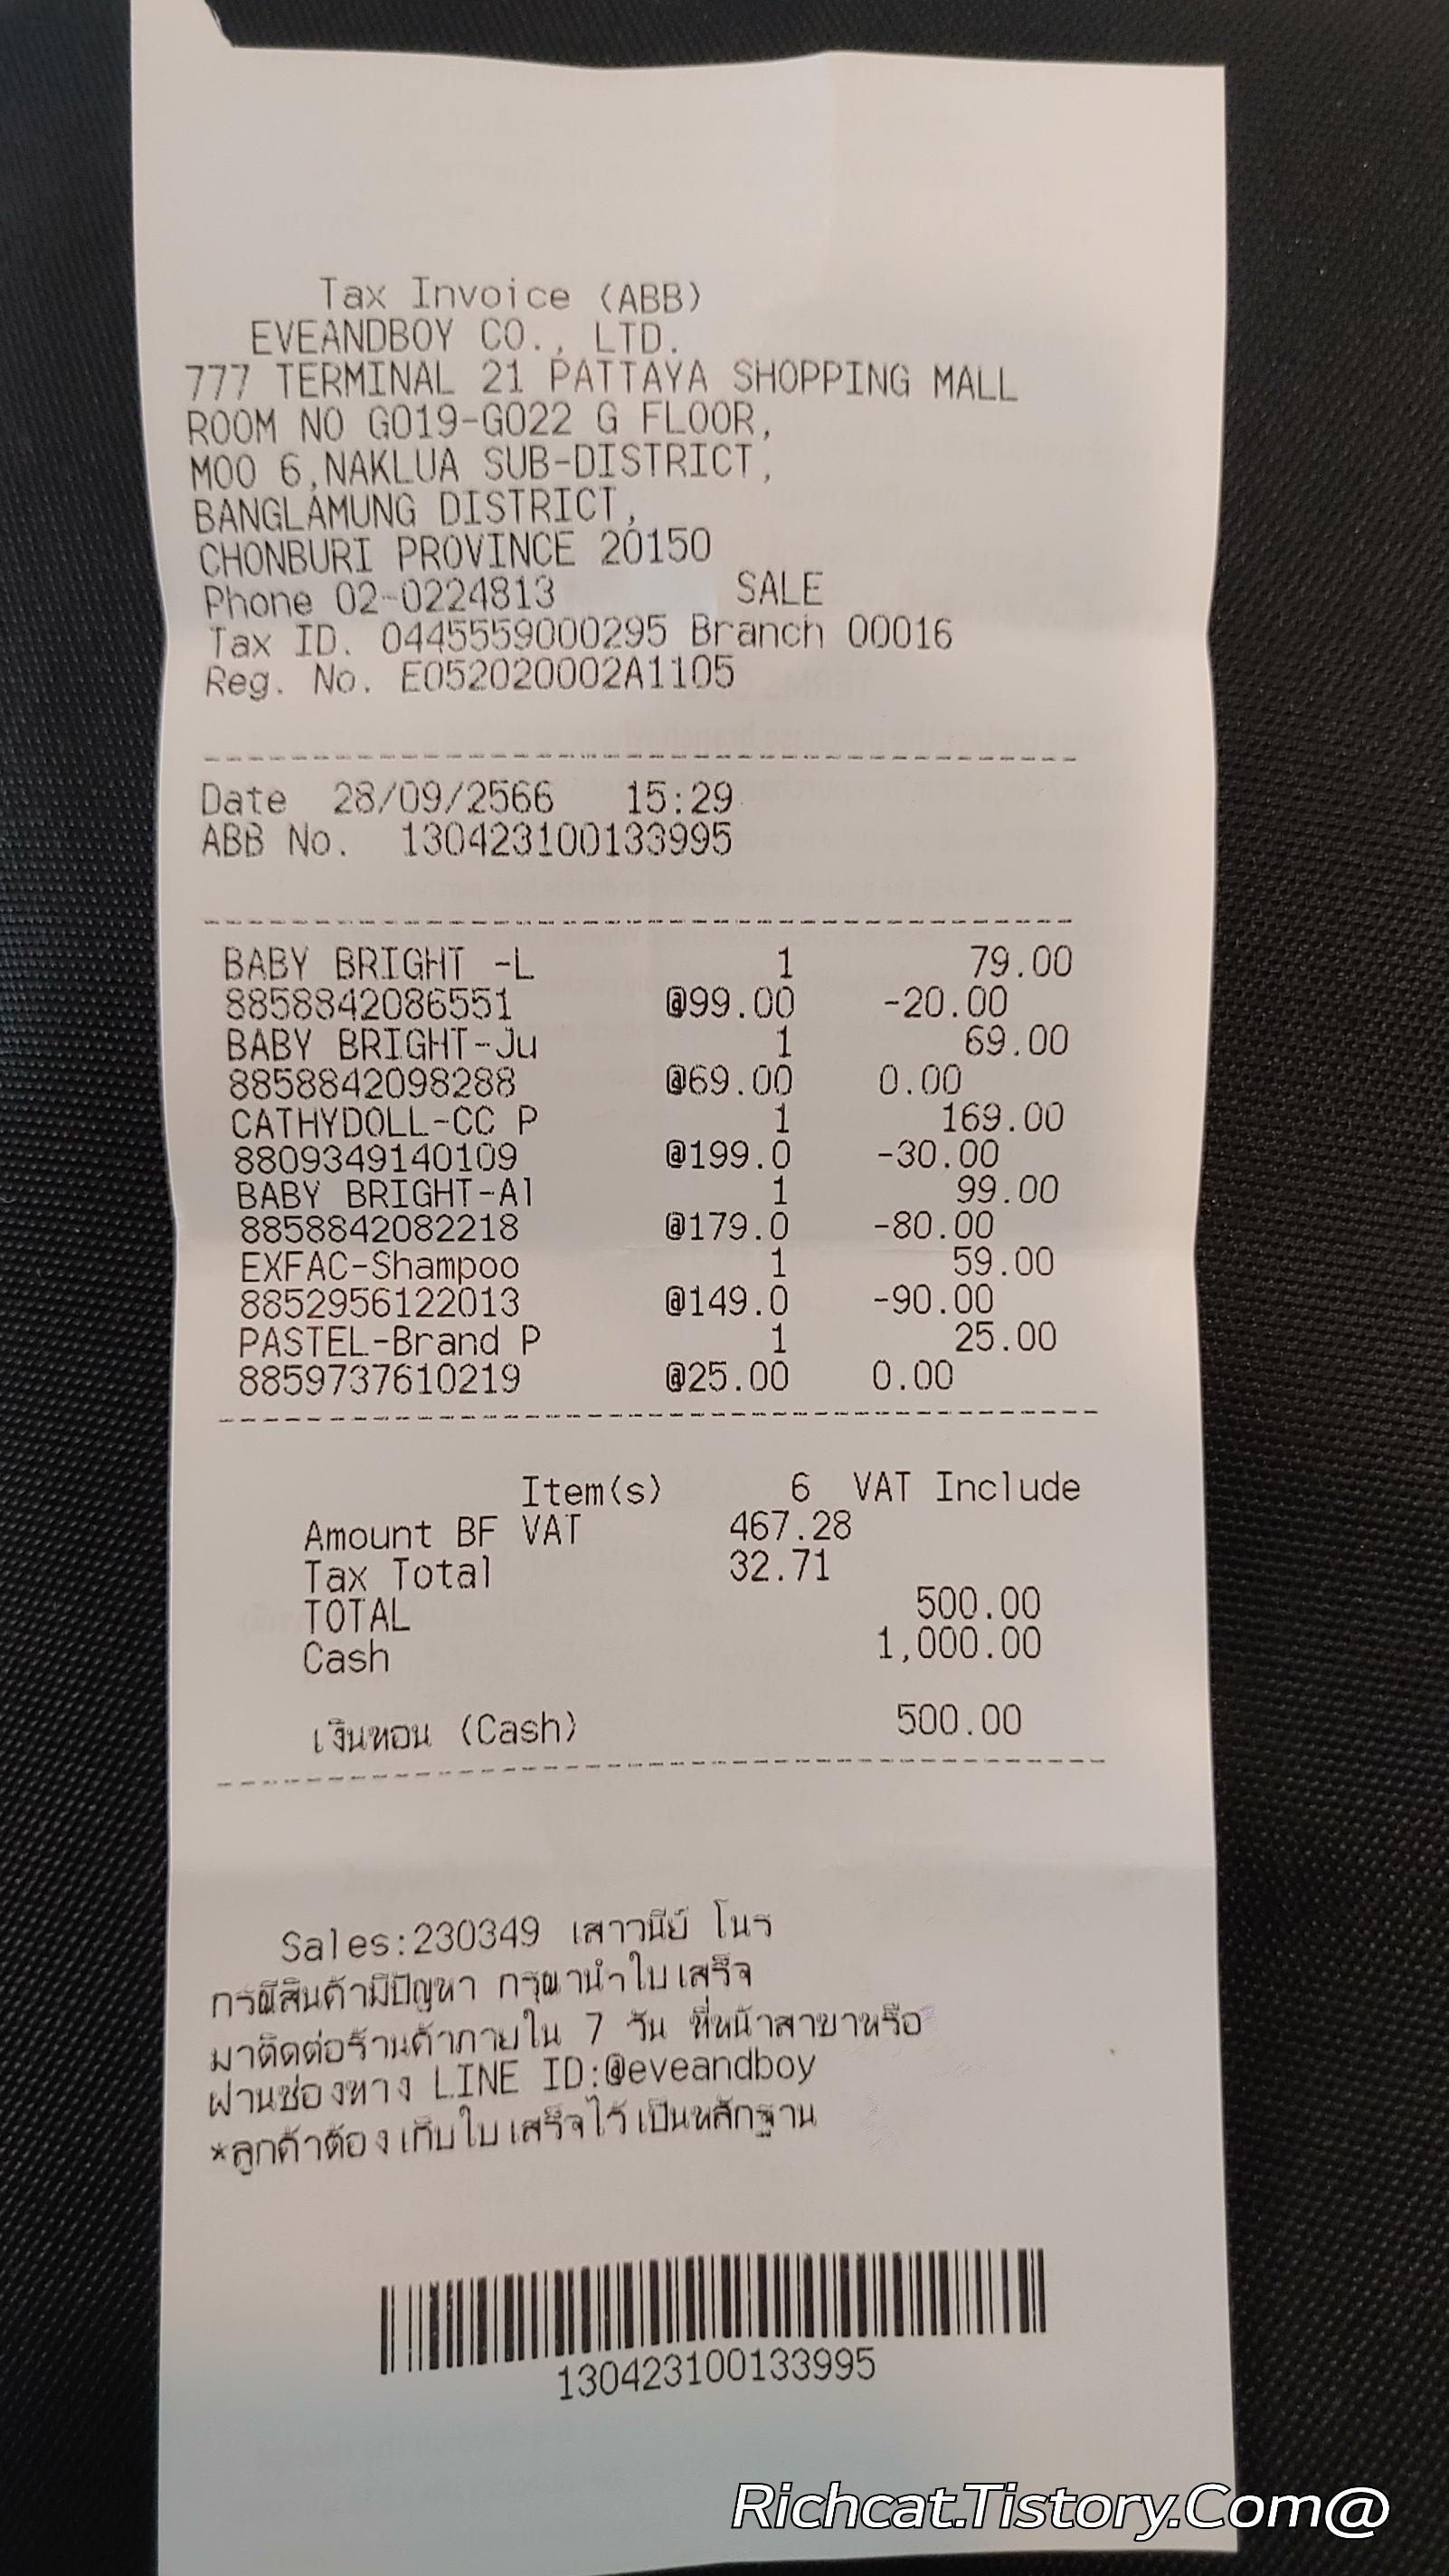 Tax Invoice (ABB)
EVEANDBOY CO., LTD.
777 TERMINAL 21 PATTAYA SHOPPING MALL
ROOM NO G019-G022 G FLOOR,
MOO 6,NAKLUA SUB-DISTRICT,
BANGLAMUNG DISTRICT,
CHONBURI PROVINCE 20150
Phone 02-0224813 SALE
Tax ID. 0445559000295 Branch 00016
Reg. No. E052020002A1105
Date 28/09/2566 15:29
ABB No. 130423100133995
BABY BRIGHT -L 1 79.00
8858842086551 @99.00 -20.00
BABY BRIGHT-Ju 1 69.00
8858842098288 @69.00 0.00
CATHYDOLL-CC P 1 169.00
8809349140109 @199.0 -30.00
BABY BRIGHT-Al 1 99.00
8858842082218 @179.0 -80.00
EXFAC-Shampoo 1 59.00
8852956122013 @149.0 -90.00
PASTEL-Brand P 1 25.00
8859737610219 @25.00 0.00
Item(s) 6 VAT Include
Amount BF VAT 467.28
Tax Total 32.71
TOTAL 500.00
Cash 1,000.00
เงินทอน (Cash) 500.00
Sales:230349 เสาวนีย์ โนร
กรณีสินค้ามีปัญหา กรุณานำใบเสร็จ
มาติดต่อร้านค้าภายใน 7 วัน ที่หน้าสาขาหรือ
ผ่านช่องทาง LINE ID:@eveandboy
*ลูกค้าต้องเก็บใบเสร็จไว้เป็นหลักฐาน
130423100133995
Richcat.Tistory.Com@